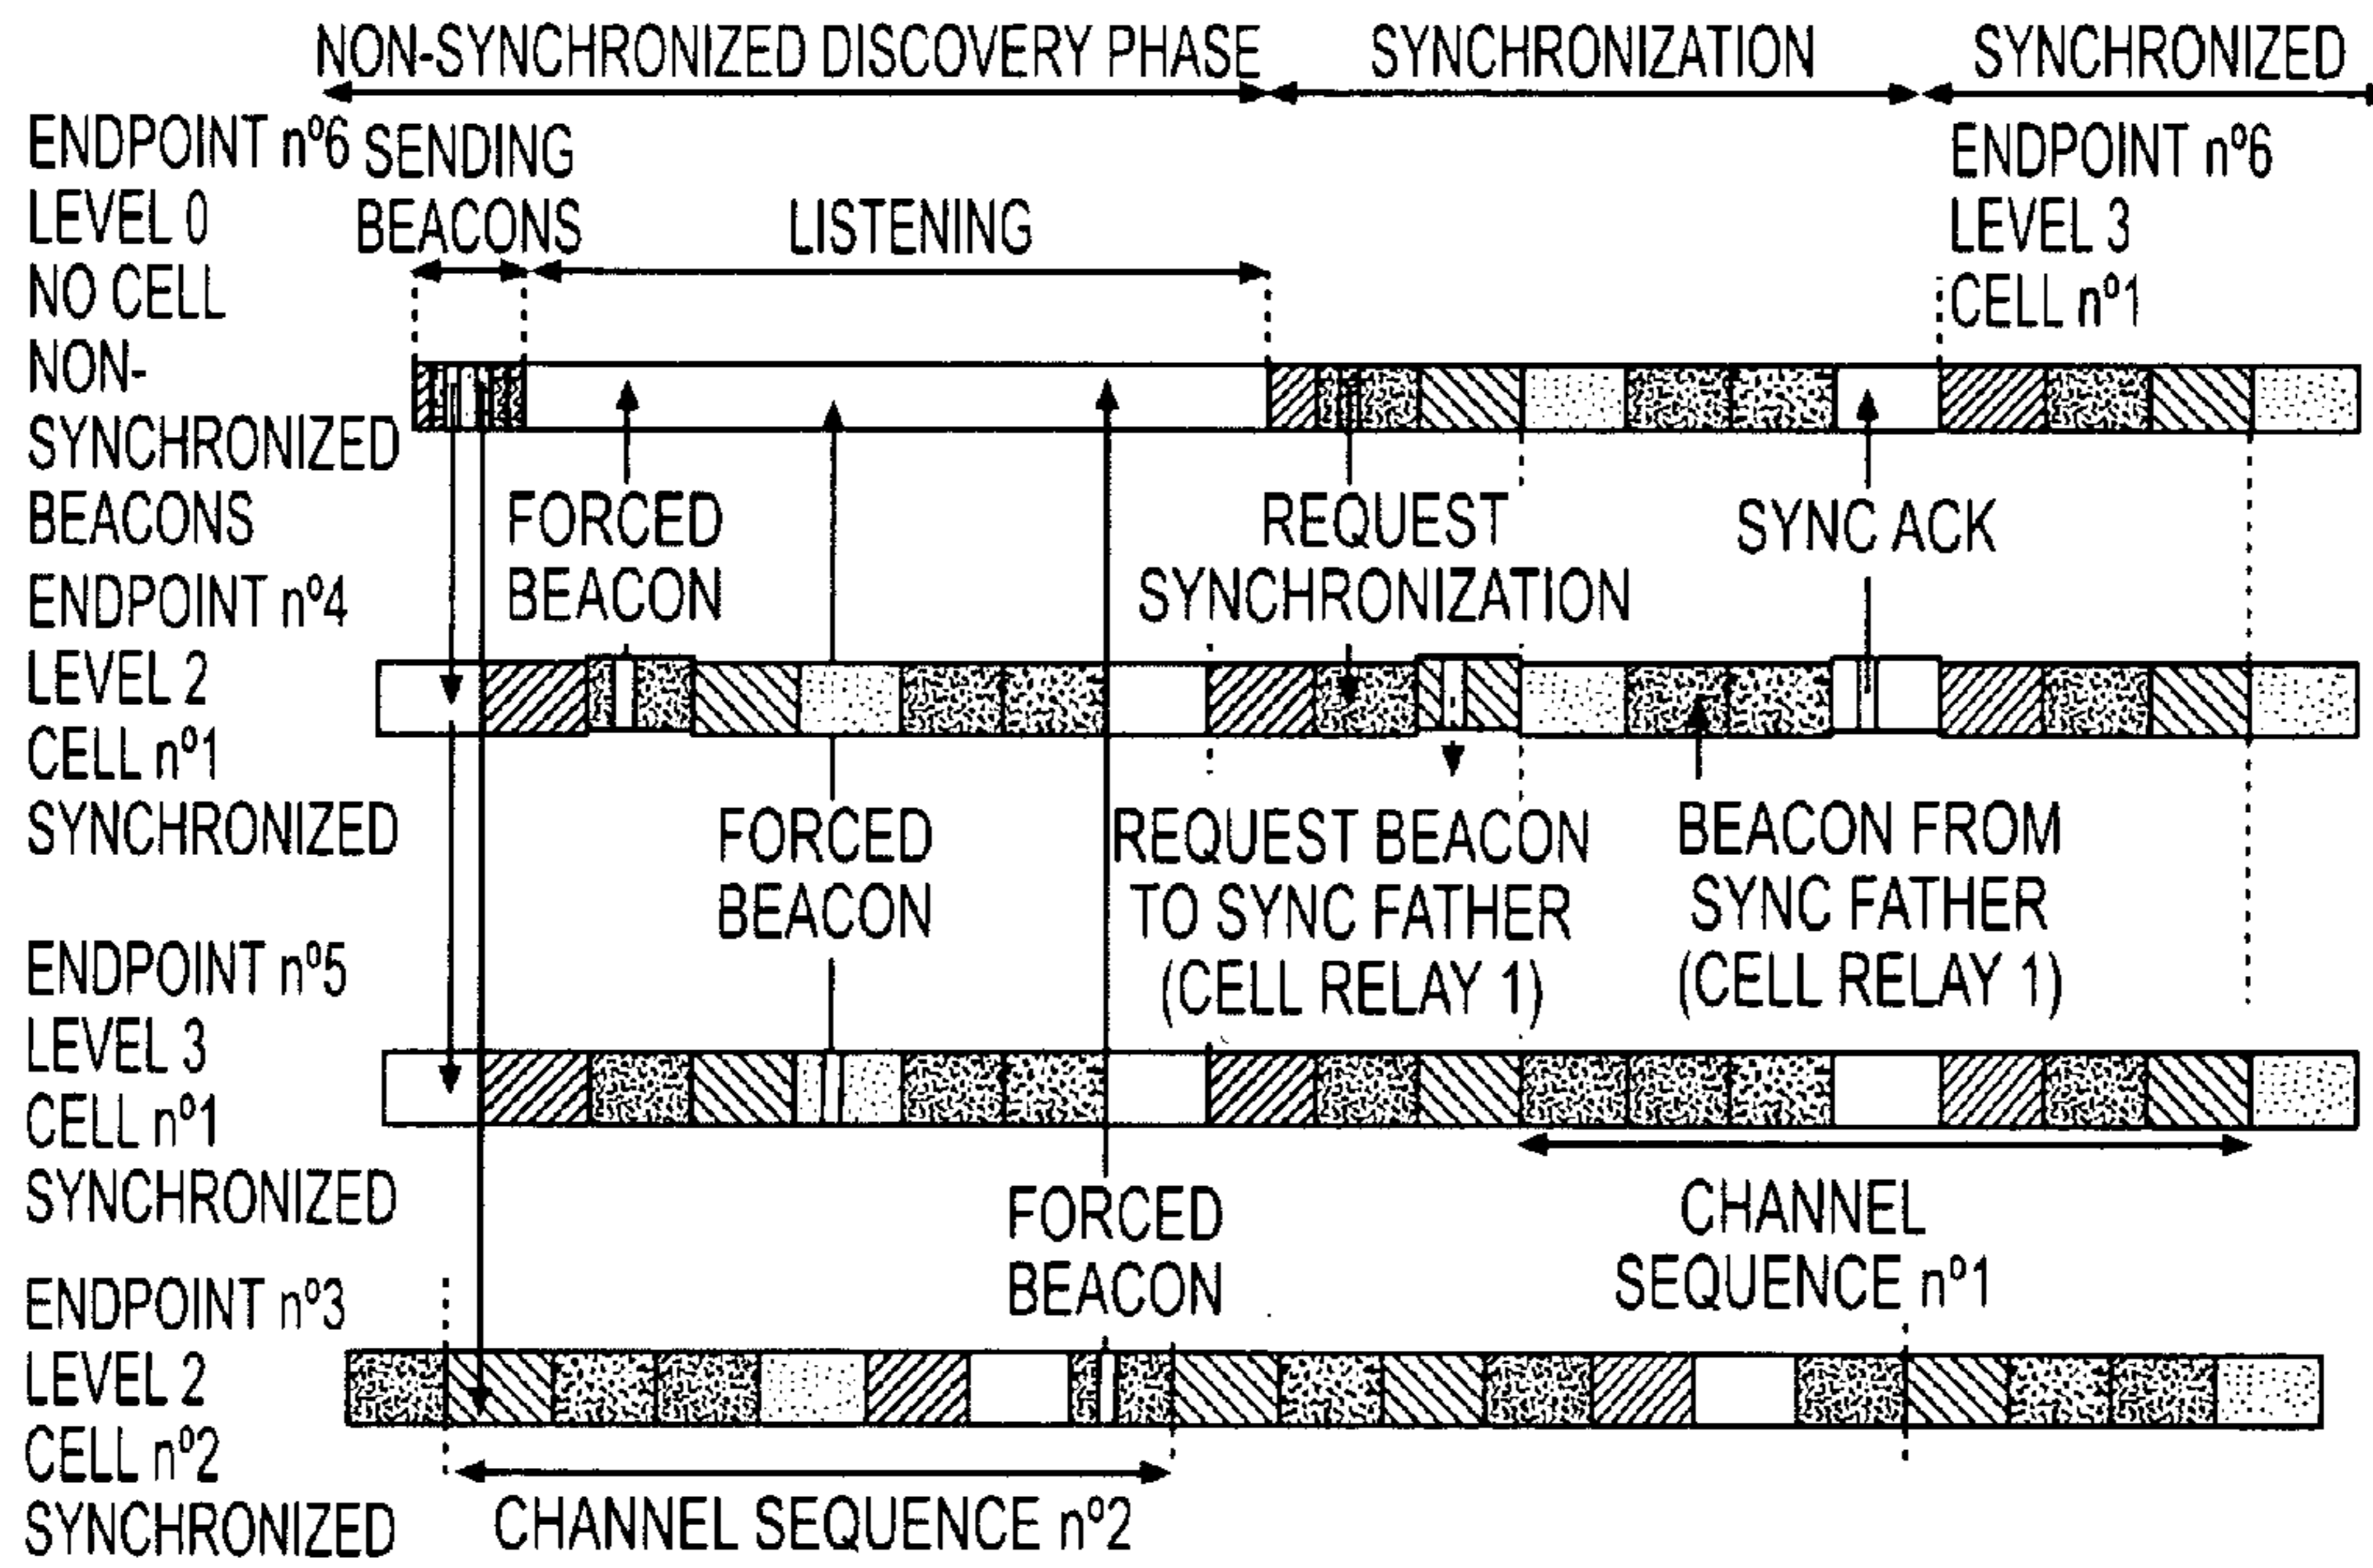 NON-SYNCHRONIZED DISCOVERY PHASE
SYNCHRONIZATION
SYNCHRONIZED
ENDPOINT nº6
LEVEL 0
NO CELL
NON-
SYNCHRONIZED
BEACONS
SENDING
BEACONS
LISTENING
ENDPOINT nº6
LEVEL 3
CELL nº1
FORCED
BEACON
REQUEST
SYNCHRONIZATION
SYNC ACK
ENDPOINT nº4
LEVEL 2
CELL nº1
SYNCHRONIZED
FORCED
BEACON
REQUEST BEACON
TO SYNC FATHER
(CELL RELAY 1)
BEACON FROM
SYNC FATHER
(CELL RELAY 1)
ENDPOINT nº5
LEVEL 3
CELL nº1
SYNCHRONIZED
FORCED
BEACON
CHANNEL
SEQUENCE nº1
ENDPOINT nº3
LEVEL 2
CELL nº2
SYNCHRONIZED
CHANNEL SEQUENCE nº2